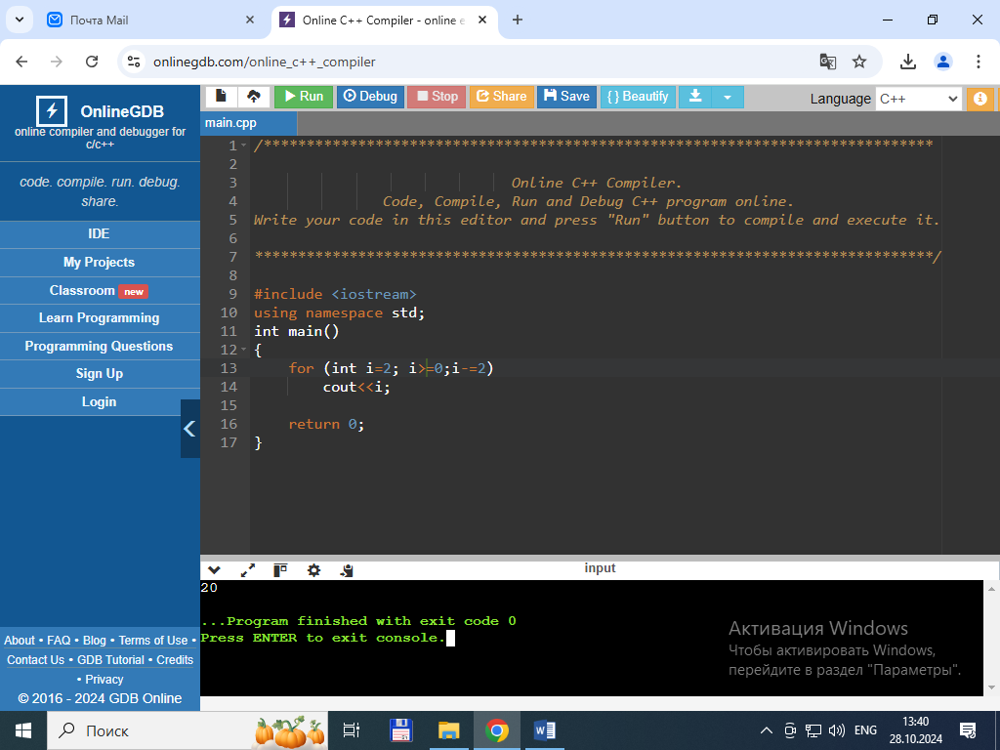 Почта Mail
Online C++ Compiler - online e
onlinegdb.com/online_c++_compiler
OnlineGDB
online compiler and debugger for
c/c++
code. compile. run. debug.
share.
IDE
My Projects
Classroom new
Learn Programming
Programming Questions
Sign Up
Login
About • FAQ • Blog • Terms of Use •
Contact Us • GDB Tutorial • Credits
• Privacy
© 2016 - 2024 GDB Online
Run Debug Stop Share Save { } Beautify
Language C++
main.cpp
1 /******************************************************************************
2
3 Online C++ Compiler.
4 Code, Compile, Run and Debug C++ program online.
5 Write your code in this editor and press "Run" button to compile and execute it.
6
7 *******************************************************************************/
8
9 #include <iostream>
10 using namespace std;
11 int main()
12 {
13 for (int i=2; i>=0;i-=2)
14 cout<<i;
15
16 return 0;
17 }
input
20
...Program finished with exit code 0
Press ENTER to exit console.
Активация Windows
Чтобы активировать Windows,
перейдите в раздел "Параметры".
Поиск
ENG
13:40
28.10.2024